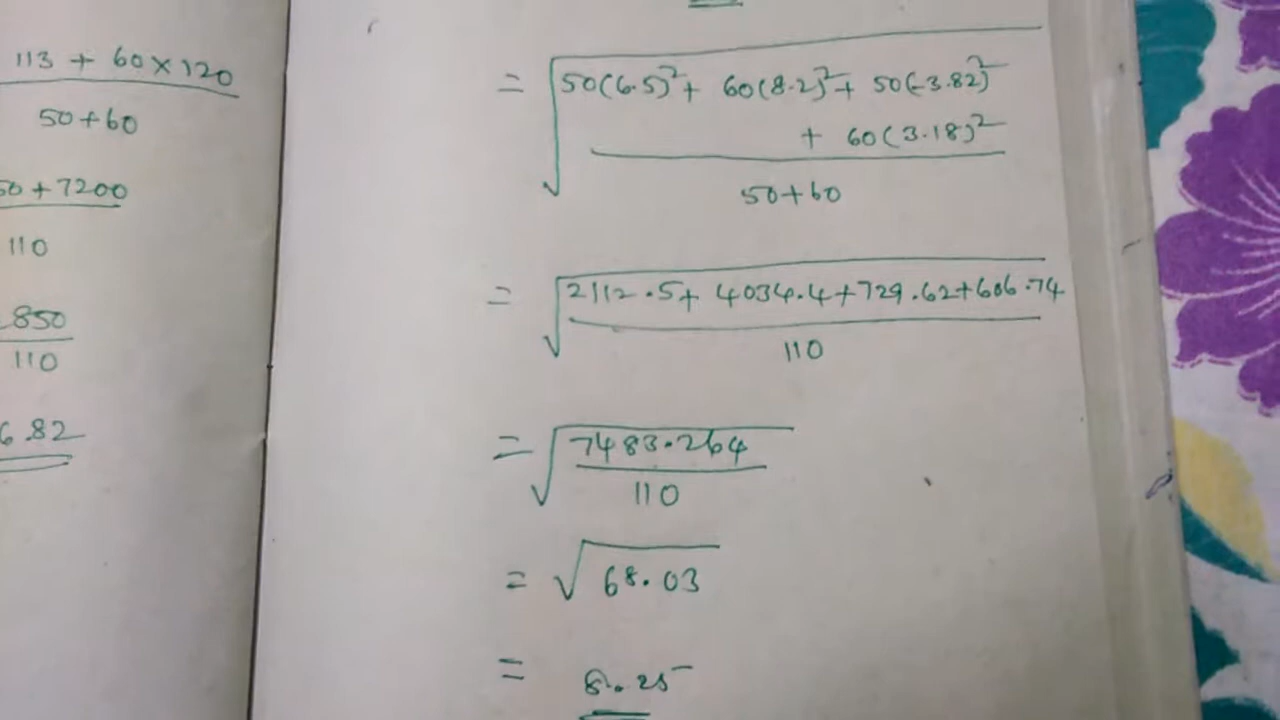 113 + 60 × 120
50 + 60
50 + 7200
110
850
110
6.82
= √ 50(6.5)² + 60(8.2)² + 50(-3.82)²
+ 60(3.18)²
50 + 60
= √ 2112.5 + 4034.4 + 729.62 + 606.74
110
= √ 7483.264
110
= √ 68.03
= 8.25